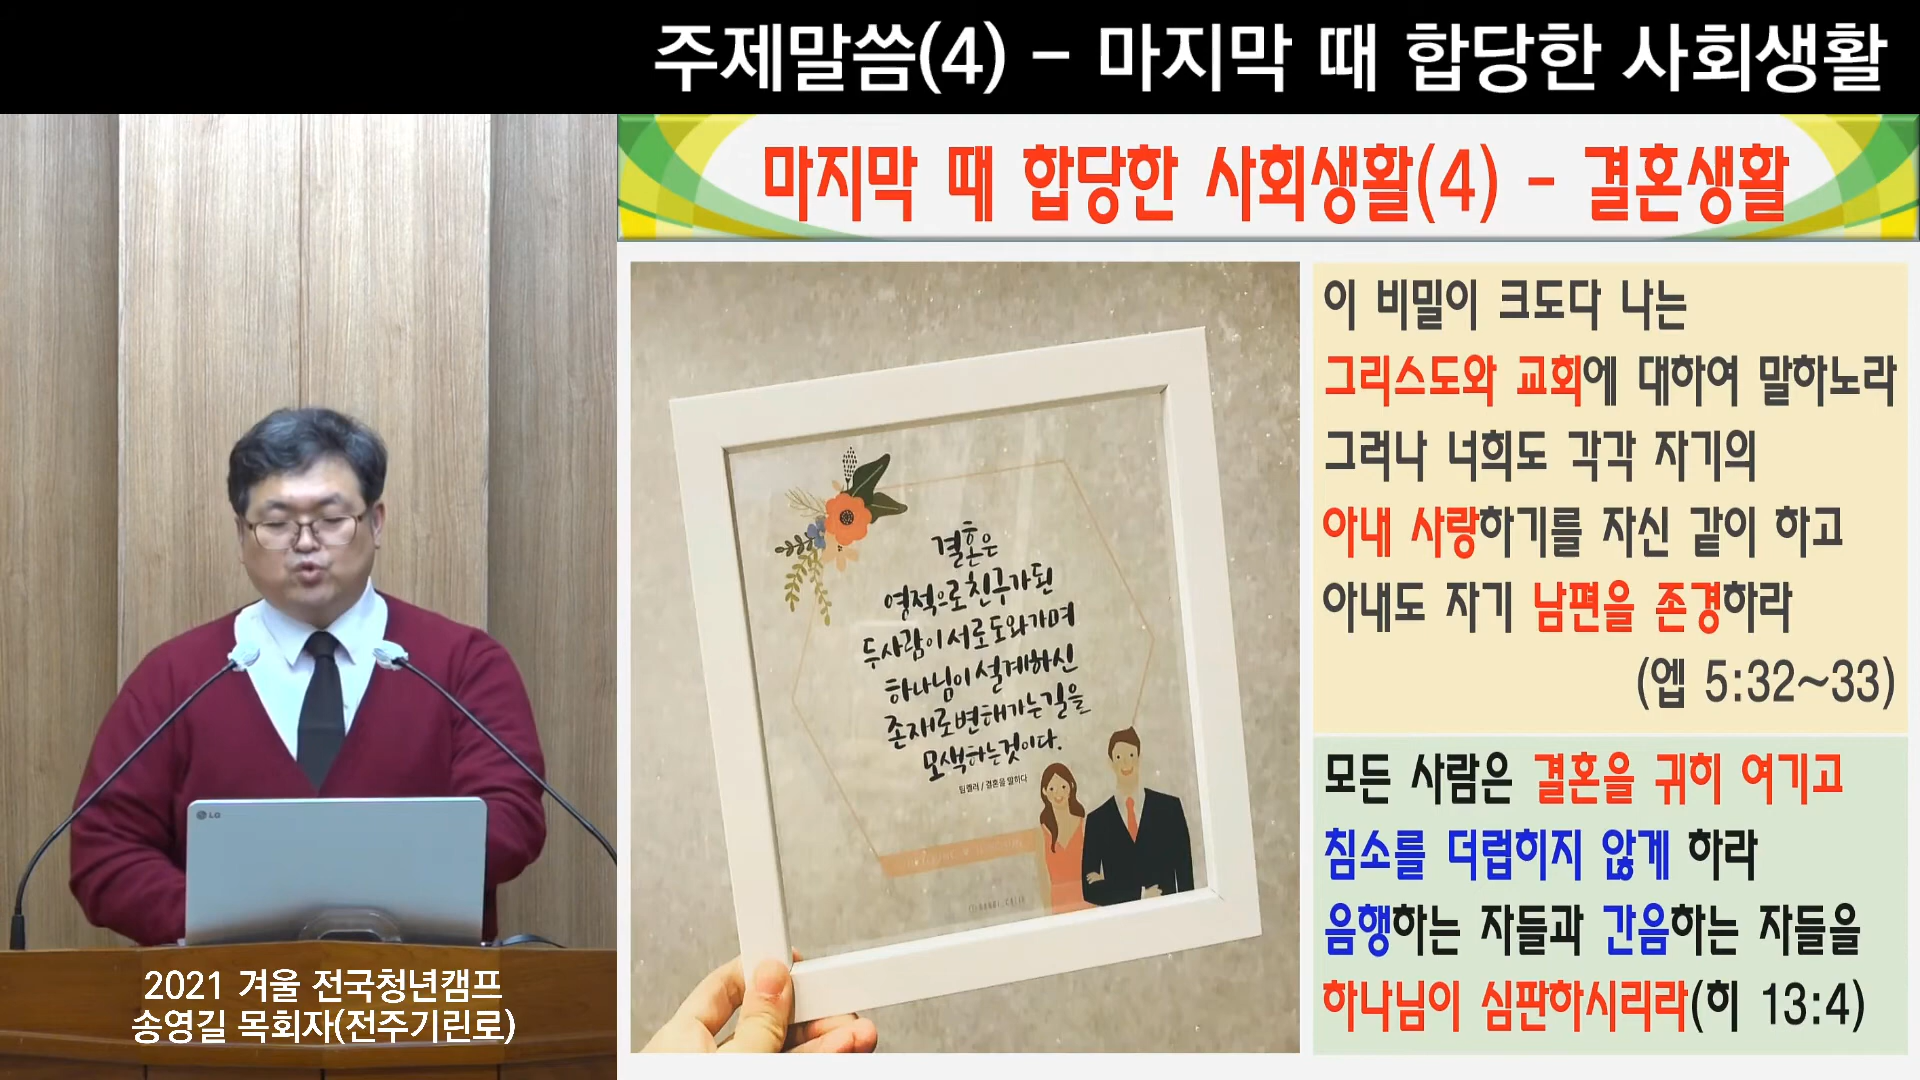 주제말씀(4) - 마지막 때 합당한 사회생활
마지막 때 합당한 사회생활(4) - 결혼생활
결혼은
영적으로 친구가 된
두 사람이 서로 도와가며
하나님이 설계하신
존재로 변해가는 길을
모색하는 것이다.
팀켈러 / 결혼을 말하다
이 비밀이 크도다 나는
그리스도와 교회에 대하여 말하노라
그러나 너희도 각각 자기의
아내 사랑하기를 자신 같이 하고
아내도 자기 남편을 존경하라
(엡 5:32~33)
모든 사람은 결혼을 귀히 여기고
침소를 더럽히지 않게 하라
음행하는 자들과 간음하는 자들을
하나님이 심판하시리라(히 13:4)
LG
2021 겨울 전국청년캠프
송영길 목회자(전주기린로)